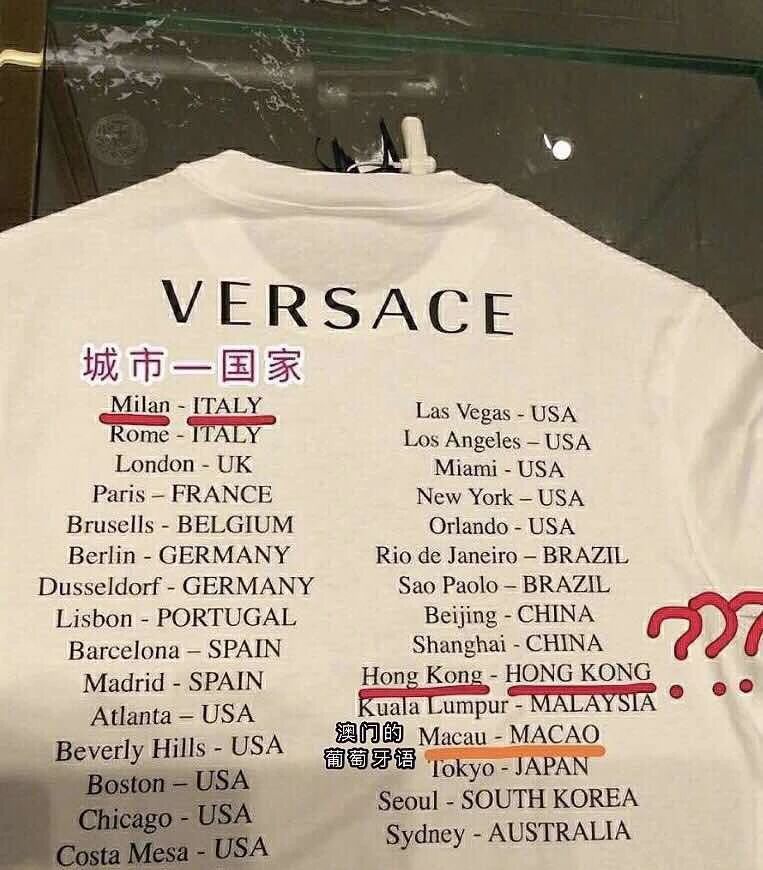 VERSACE
城市—国家
Milan - ITALY
Rome - ITALY
London - UK
Paris – FRANCE
Brusells - BELGIUM
Berlin - GERMANY
Dusseldorf - GERMANY
Lisbon - PORTUGAL
Barcelona – SPAIN
Madrid - SPAIN
Atlanta – USA
Beverly Hills - USA
Boston – USA
Chicago - USA
Costa Mesa - USA
Las Vegas - USA
Los Angeles – USA
Miami - USA
New York – USA
Orlando - USA
Rio de Janeiro – BRAZIL
Sao Paolo – BRAZIL
Beijing - CHINA
Shanghai - CHINA
Hong Kong - HONG KONG
???
Kuala Lumpur - MALAYSIA
澳门的
葡萄牙语
Macau - MACAO
Tokyo - JAPAN
Seoul - SOUTH KOREA
Sydney - AUSTRALIA